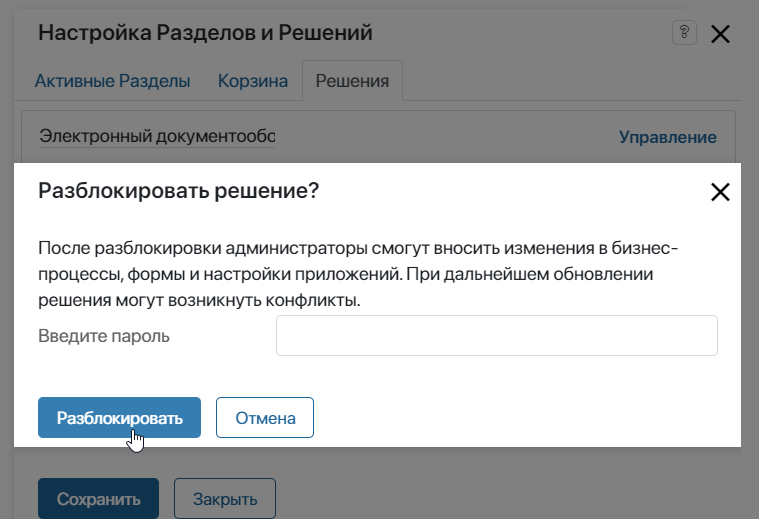 Настройка Разделов и Решений
?
Активные Разделы Корзина Решения
Электронный документообо
Управление
Разблокировать решение?
После разблокировки администраторы смогут вносить изменения в бизнес-
процессы, формы и настройки приложений. При дальнейшем обновлении
решения могут возникнуть конфликты.
Введите пароль
Разблокировать Отмена
Сохранить Закрыть